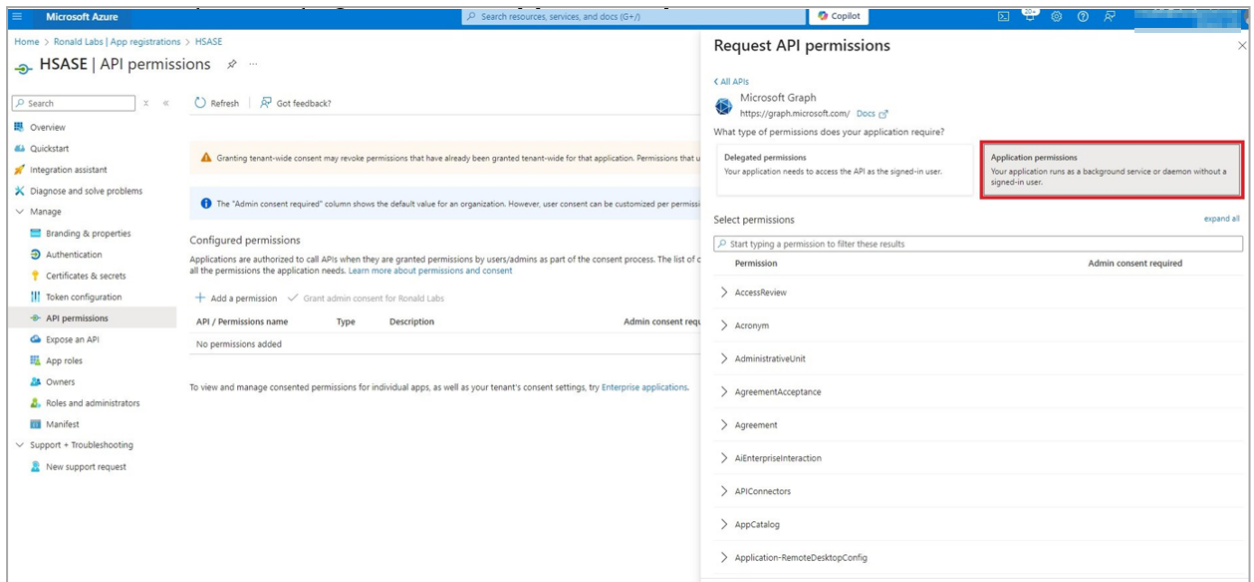 Microsoft Azure
Search resources, services, and docs (G+/)
Copilot
20+
Home > Ronald Labs | App registrations > HSASE
HSASE | API permissions
Search
Overview
Quickstart
Integration assistant
Diagnose and solve problems
Manage
Branding & properties
Authentication
Certificates & secrets
Token configuration
API permissions
Expose an API
App roles
Owners
Roles and administrators
Manifest
Support + Troubleshooting
New support request
Refresh
Got feedback?
Granting tenant-wide consent may revoke permissions that have already been granted tenant-wide for that application. Permissions that u
The "Admin consent required" column shows the default value for an organization. However, user consent can be customized per permissi
Configured permissions
Applications are authorized to call APIs when they are granted permissions by users/admins as part of the consent process. The list of c
all the permissions the application needs. Learn more about permissions and consent
Add a permission
Grant admin consent for Ronald Labs
API / Permissions name Type Description Admin consent requ
No permissions added
To view and manage consented permissions for individual apps, as well as your tenant's consent settings, try Enterprise applications.
Request API permissions
All APIs
Microsoft Graph
https://graph.microsoft.com/ Docs
What type of permissions does your application require?
Delegated permissions
Your application needs to access the API as the signed-in user.
Application permissions
Your application runs as a background service or daemon without a
signed-in user.
Select permissions
expand all
Start typing a permission to filter these results
Permission Admin consent required
AccessReview
Acronym
AdministrativeUnit
AgreementAcceptance
Agreement
AiEnterpriseInteraction
APIConnectors
AppCatalog
Application-RemoteDesktopConfig